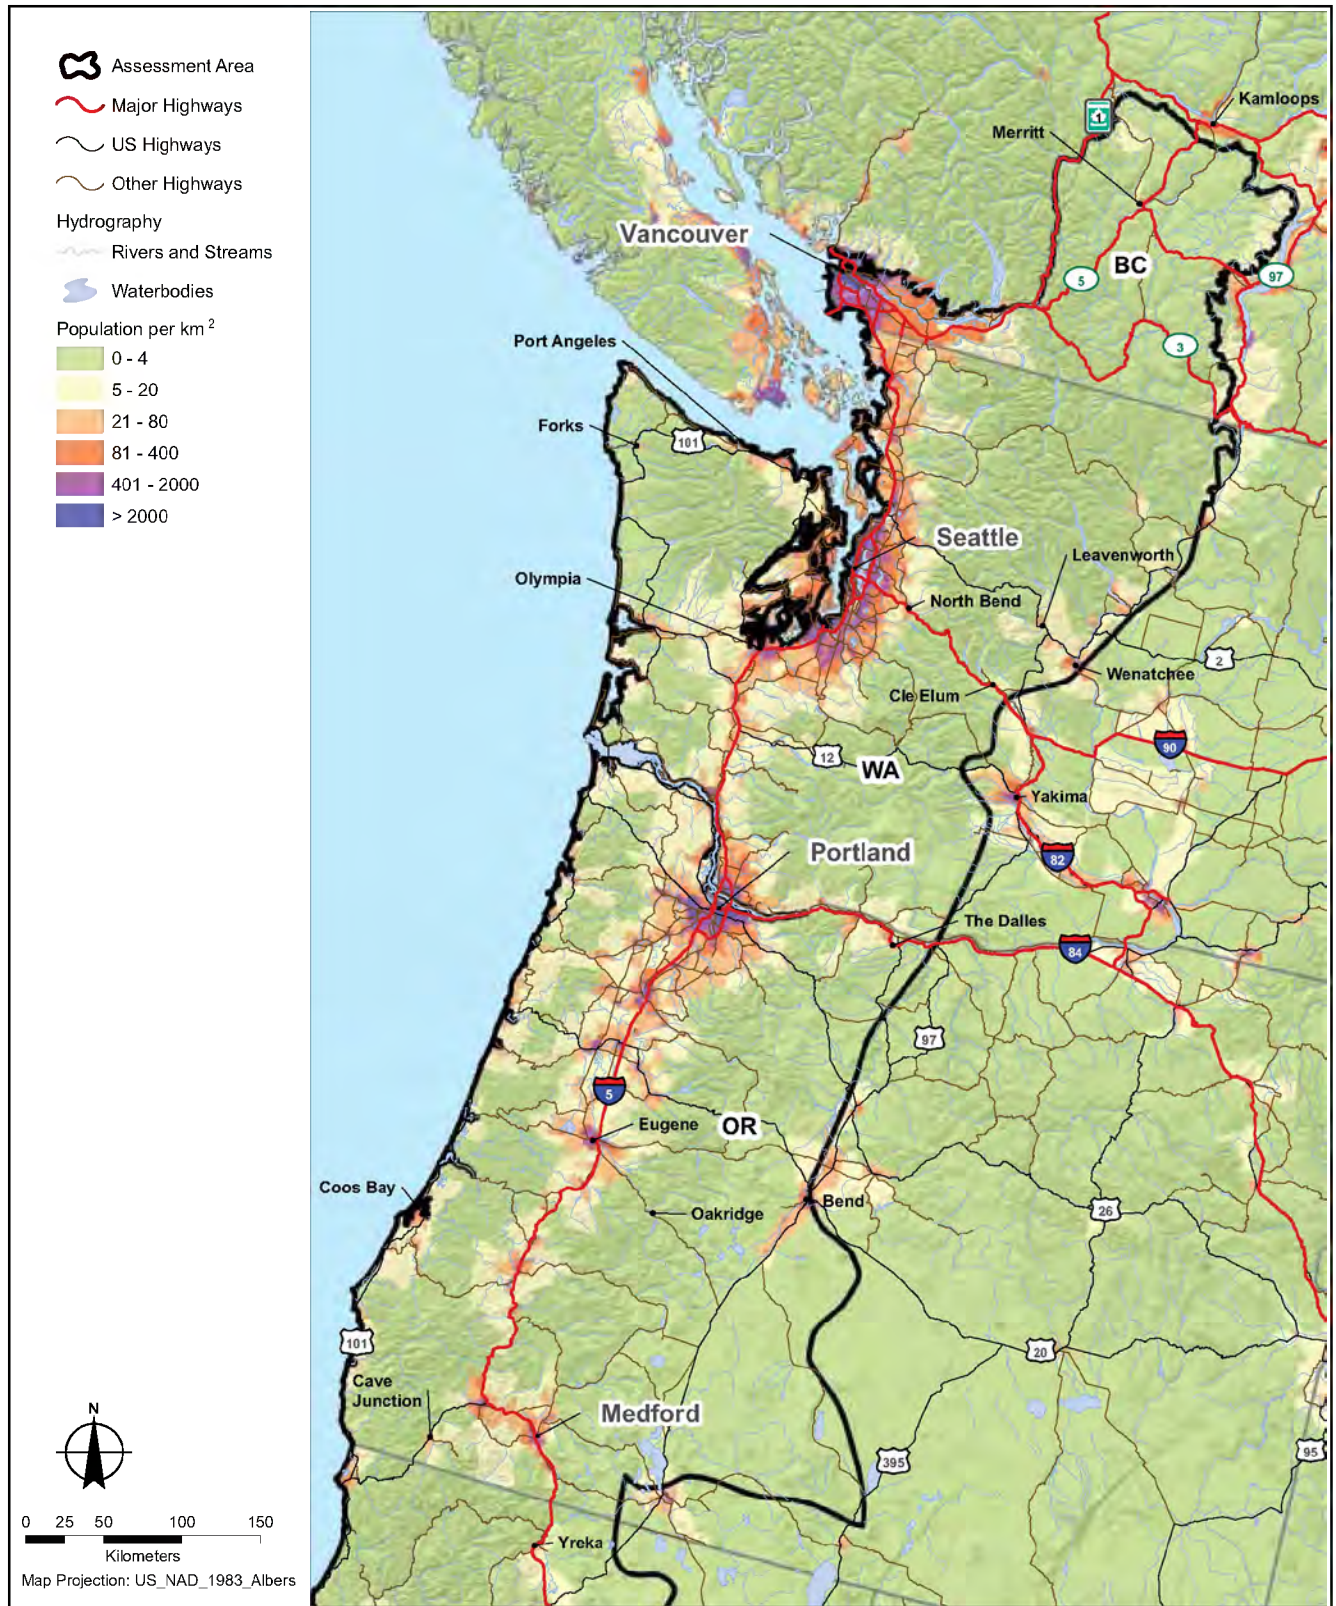 Assessment Area
Major Highways
US Highways
Other Highways
Hydrography
Rivers and Streams
Waterbodies
Population per km 2
0 - 4
5 - 20
21 - 80
81 - 400
401 - 2000
> 2000
Kamloops
1
Merritt
Vancouver
BC
5
97
3
Port Angeles
Forks
101
Seattle
Leavenworth
Olympia
North Bend
2
Wenatchee
Cle Elum
90
12
WA
Yakima
Portland
82
The Dalles
84
97
5
Eugene
OR
Coos Bay
Bend
Oakridge
26
101
20
Cave
Junction
Medford
395
95
Yreka
N
0 25 50 100 150
Kilometers
Map Projection: US_NAD_1983_Albers